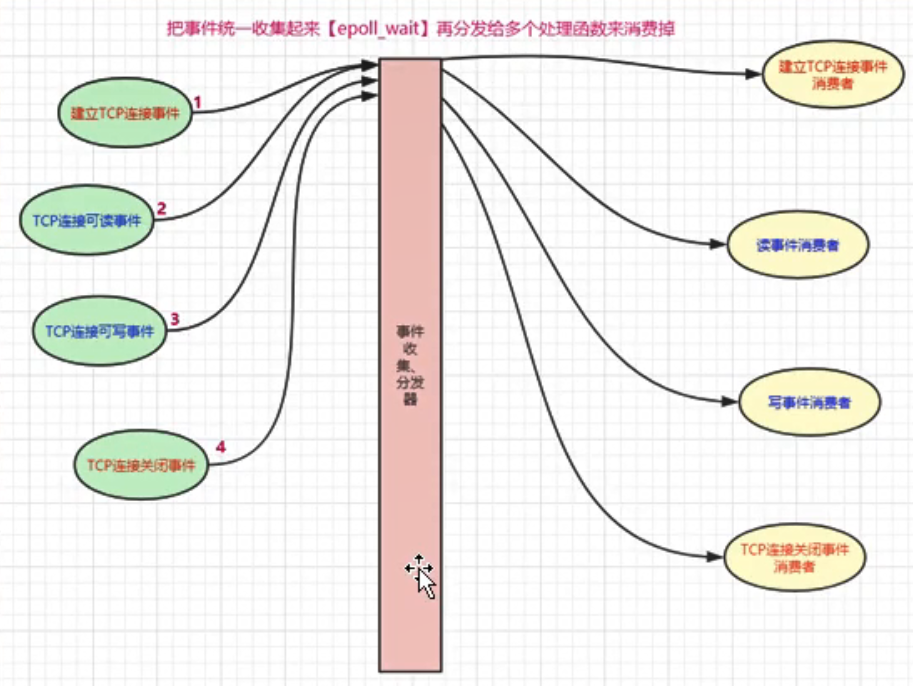 把事件统一收集起来【epoll_wait】再分发给多个处理函数来消费掉
建立TCP连接事件
1
TCP连接可读事件
2
TCP连接可写事件
3
TCP连接关闭事件
4
事件
收
集、
分发
器
建立TCP连接事件
消费者
读事件消费者
写事件消费者
TCP连接关闭事件
消费者